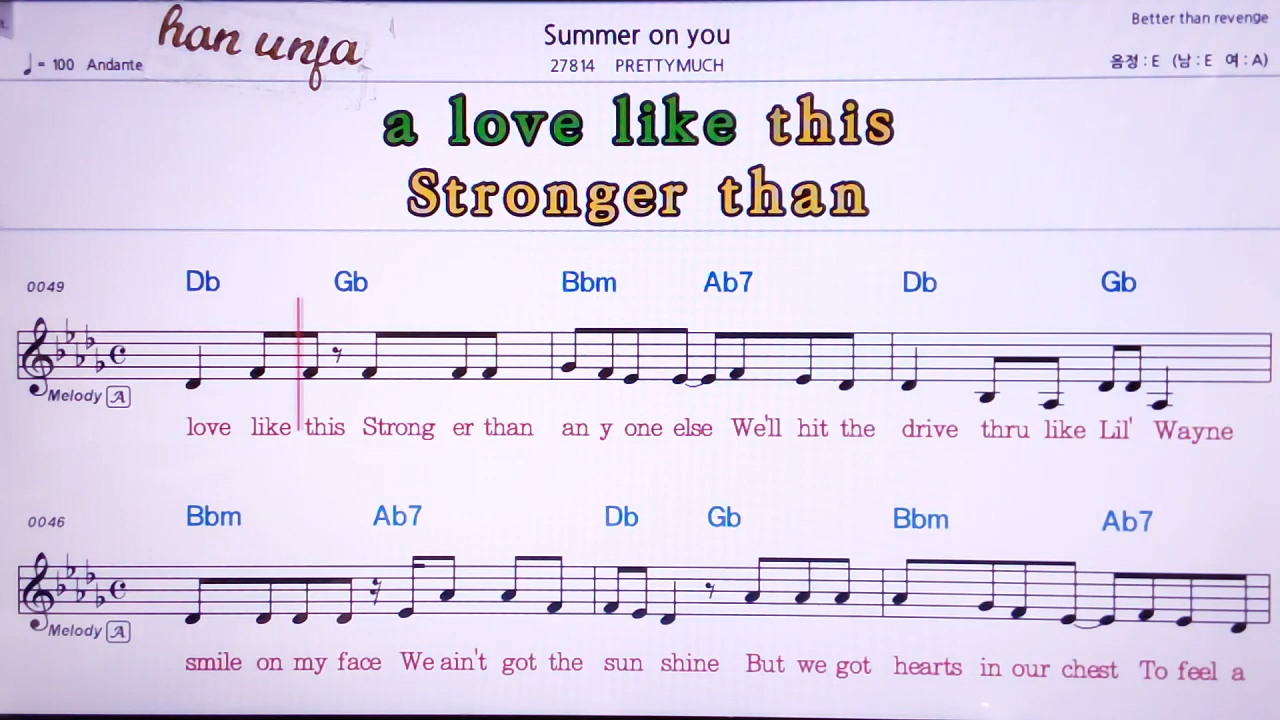 han unfa
Summer on you
Better than revenge
♩ = 100 Andante
27814 PRETTYMUCH
음정 : E (남 : E 여 : A)
a love like this
Stronger than
0049
Db Gb Bbm Ab7 Db Gb
Melody A
love like this Strong er than an y one else We'll hit the drive thru like Lil' Wayne
0046
Bbm Ab7 Db Gb Bbm Ab7
Melody A
smile on my face We ain't got the sun shine But we got hearts in our chest To feel a